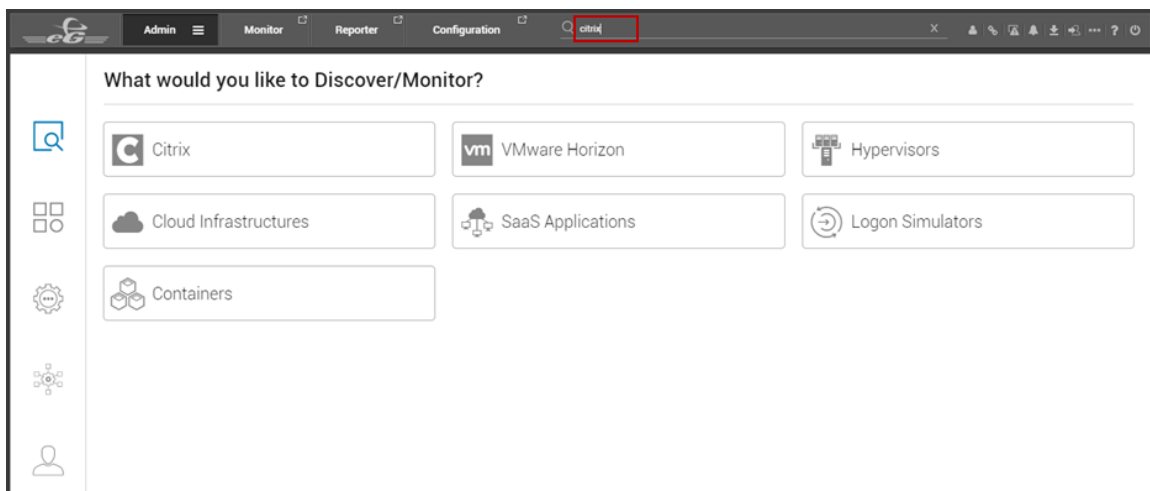 eG Admin Monitor Reporter Configuration citrix X ?
What would you like to Discover/Monitor?
C Citrix vm VMware Horizon Hypervisors
Cloud Infrastructures SaaS Applications Logon Simulators
Containers